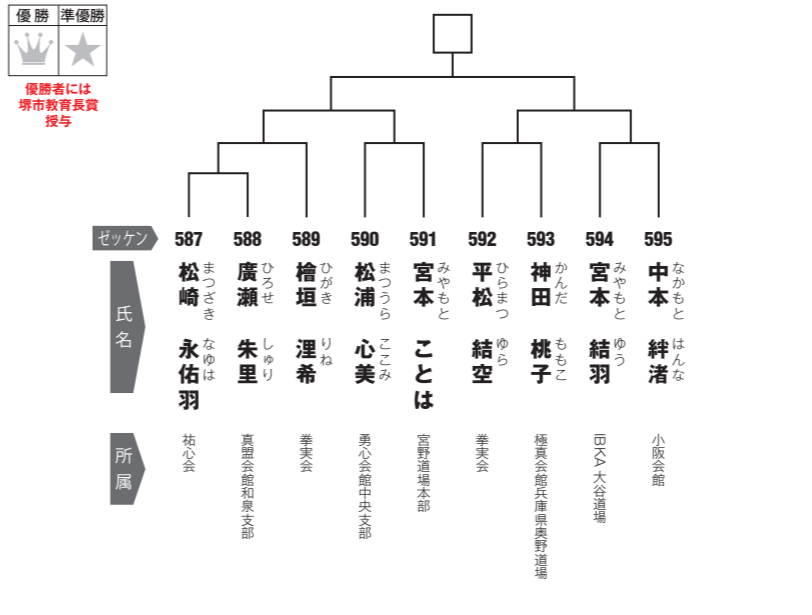 優勝 準優勝
優勝者には
堺市教育長賞
授与
ゼッケン 587 588 589 590 591 592 593 594 595
氏名
松崎 永佑羽
まつざき なゆは
廣瀬 朱里
ひろせ しゅり
檜垣 浬希
ひがき りね
松浦 心美
まつうら ここみ
宮本 ことは
みやもと
平松 結空
ひらまつ ゆら
神田 桃子
かんだ ももこ
宮本 結羽
みやもと ゆう
中本 絆渚
なかもと はんな
所属
祐心会
真盟会館和泉支部
拳実会
勇心会館中央支部
宮野道場本部
拳実会
極真会館兵庫県奥野道場
IBKA 大谷道場
小阪会館